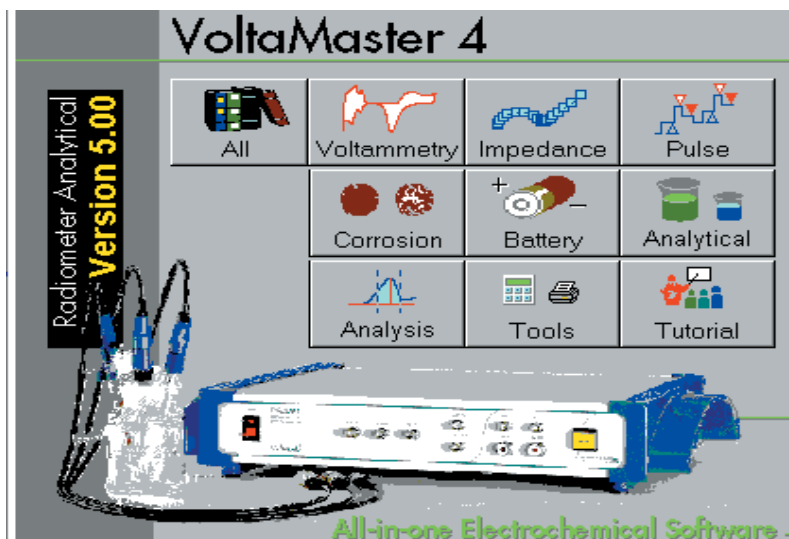 VoltaMaster 4
Radiometer Analytical
Version 5.00
All
Voltammetry
Impedance
Pulse
Corrosion
Battery
Analytical
Analysis
Tools
Tutorial
All-in-one Electrochemical Software